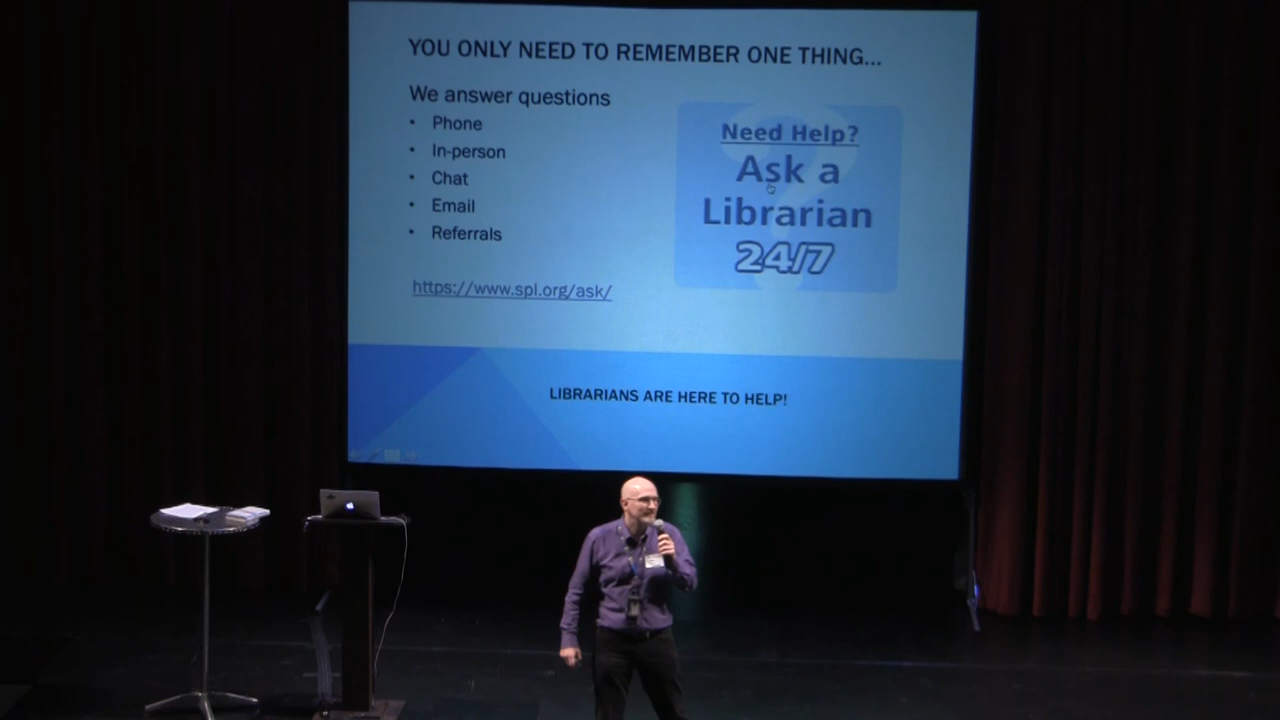 YOU ONLY NEED TO REMEMBER ONE THING...
We answer questions
• Phone
• In-person
• Chat
• Email
• Referrals
https://www.spl.org/ask/
Need Help?
Ask a
Librarian
24/7
LIBRARIANS ARE HERE TO HELP!